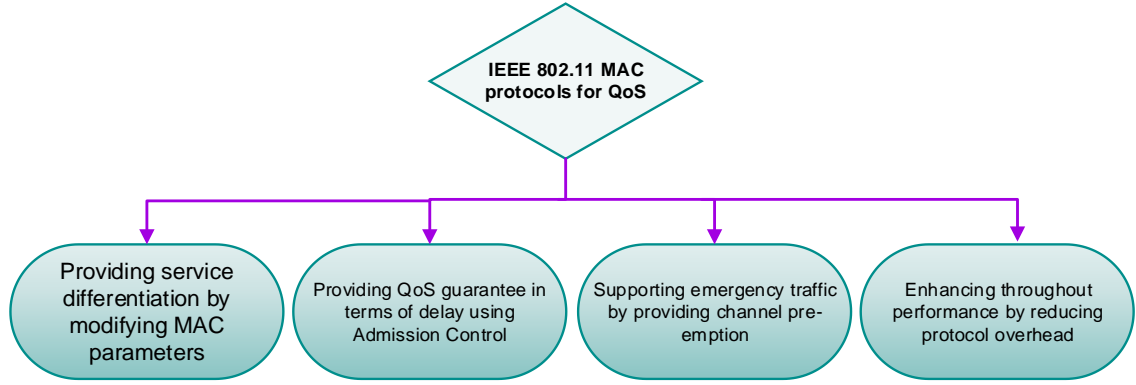 IEEE 802.11 MAC
protocols for QoS
Providing service
differentiation by
modifying MAC
parameters
Providing QoS guarantee in
terms of delay using
Admission Control
Supporting emergency traffic
by providing channel pre-
emption
Enhancing throughout
performance by reducing
protocol overhead